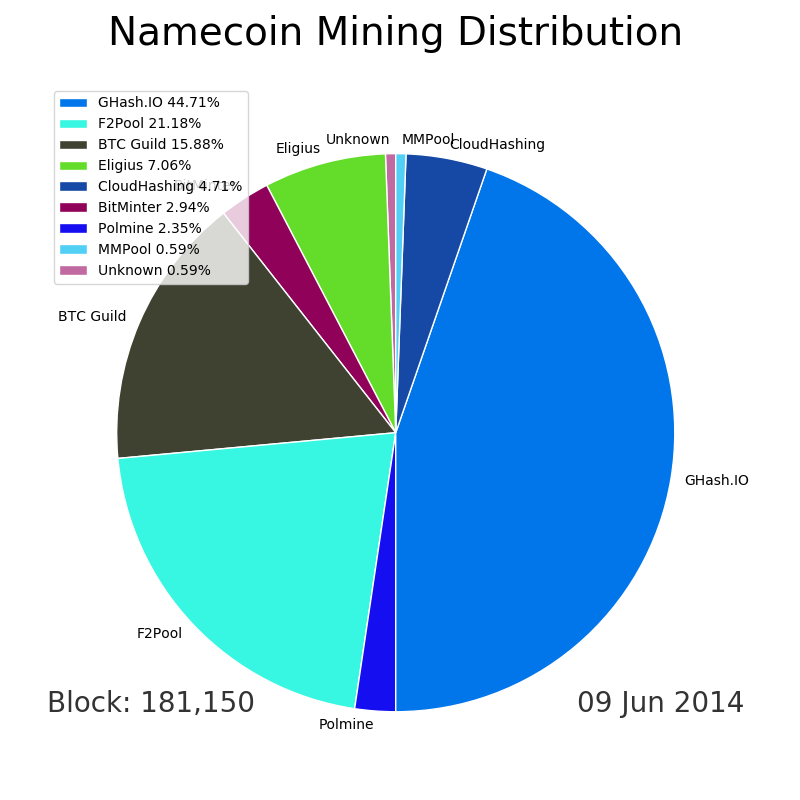 Namecoin Mining Distribution
GHash.IO 44.71%
F2Pool 21.18%
BTC Guild 15.88%
Eligius 7.06%
CloudHashing 4.71%
BitMinter 2.94%
Polmine 2.35%
MMPool 0.59%
Unknown 0.59%
Eligius
Unknown
MMPool
CloudHashing
BTC Guild
GHash.IO
F2Pool
Polmine
Block: 181,150
09 Jun 2014